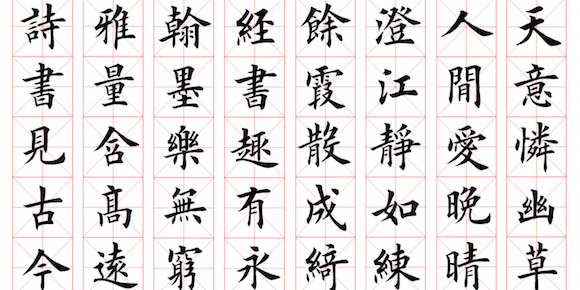 天意憐幽草
人間愛晚晴
澄江靜如練
餘霞散成綺
経書趣有永
翰墨樂無窮
雅量含髙遠
詩書見古今